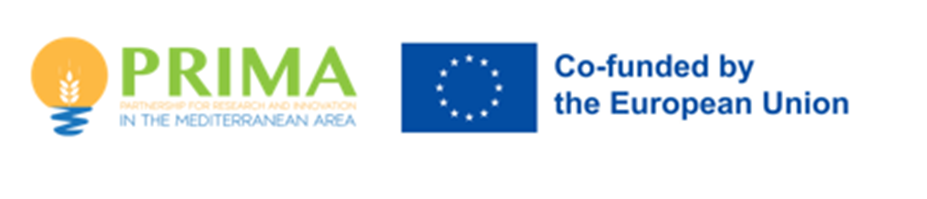 PRIMA
PARTNERSHIP FOR RESEARCH AND INNOVATION
IN THE MEDITERRANEAN AREA
Co-funded by
the European Union